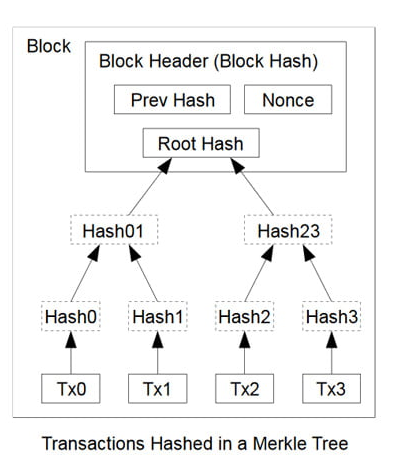 Block
Block Header (Block Hash)
Prev Hash
Nonce
Root Hash
Hash01
Hash23
Hash0
Hash1
Hash2
Hash3
Tx0
Tx1
Tx2
Tx3
Transactions Hashed in a Merkle Tree